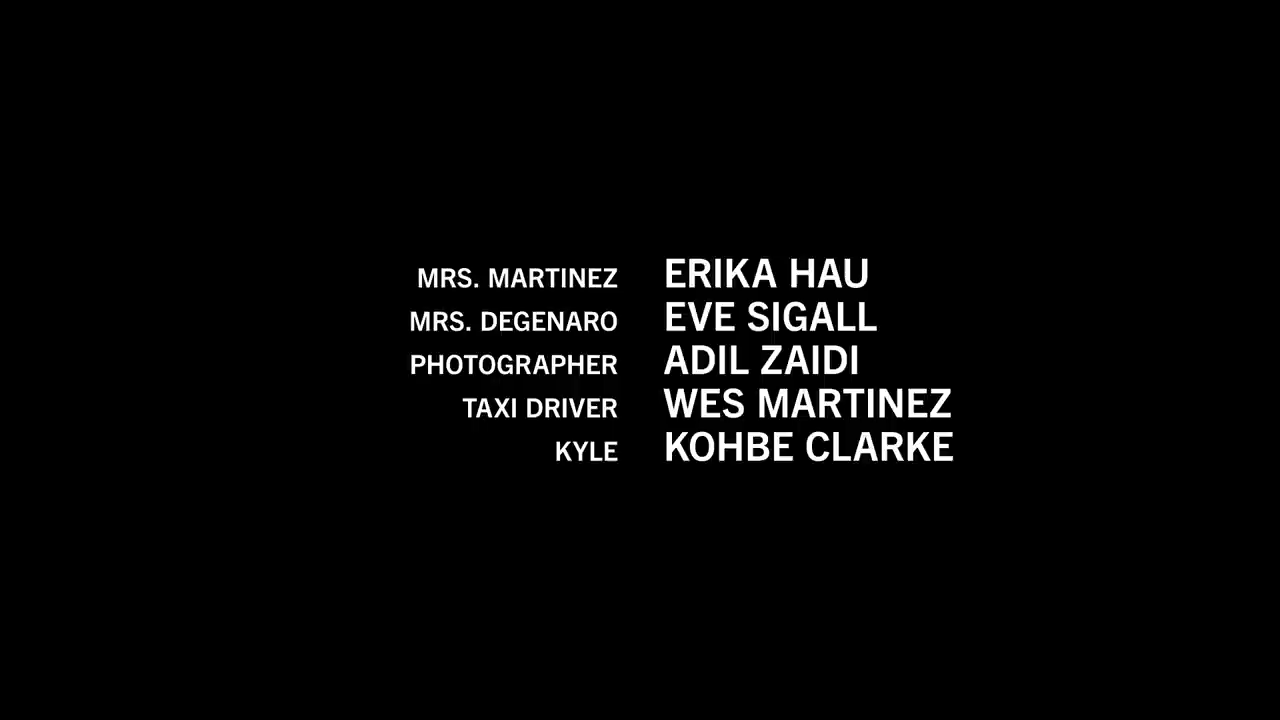 MRS. MARTINEZ ERIKA HAU
MRS. DEGENARO EVE SIGALL
PHOTOGRAPHER ADIL ZAIDI
TAXI DRIVER WES MARTINEZ
KYLE KOHBE CLARKE